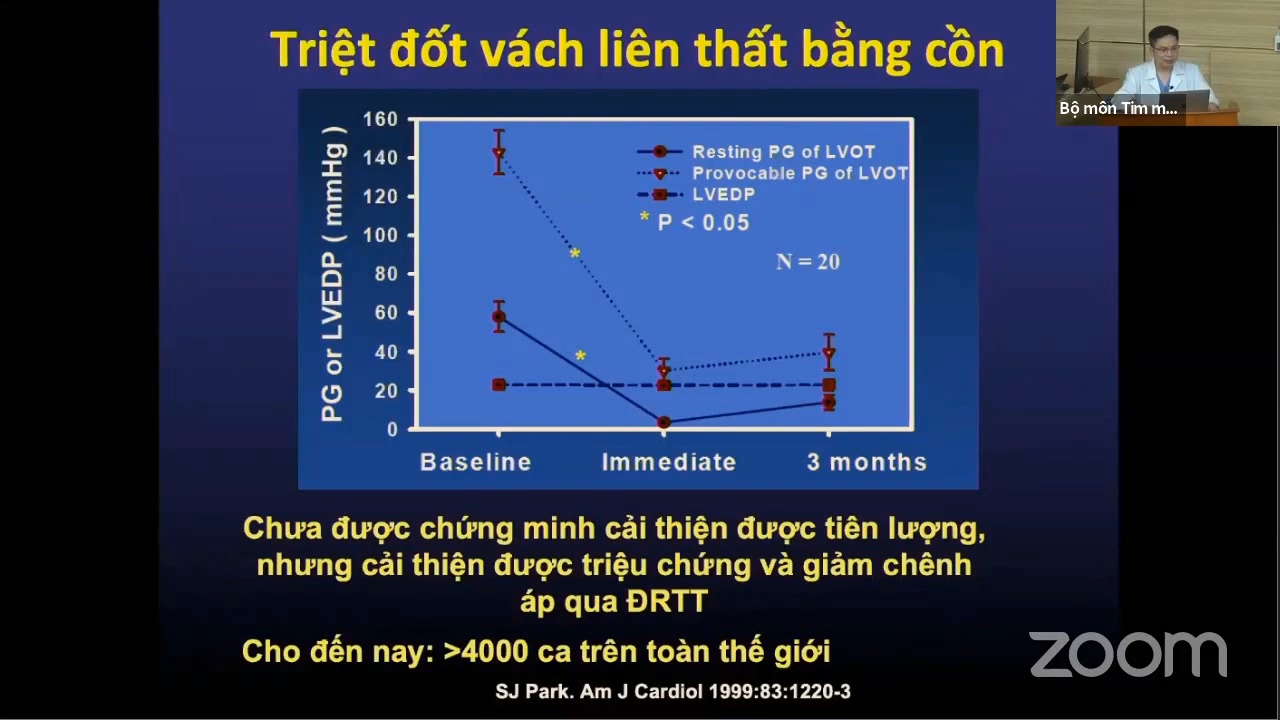 Triệt đốt vách liên thất bằng cồn
Bộ môn Tim m...
PG or LVEDP ( mmHg )
160
140
120
100
80
60
40
20
0
Resting PG of LVOT
Provocable PG of LVOT
LVEDP
* P < 0.05
N = 20
*
*
Baseline Immediate 3 months
Chưa được chứng minh cải thiện được tiên lượng,
nhưng cải thiện được triệu chứng và giảm chênh
áp qua ĐRTT
Cho đến nay: >4000 ca trên toàn thế giới
SJ Park. Am J Cardiol 1999:83:1220-3
zoom